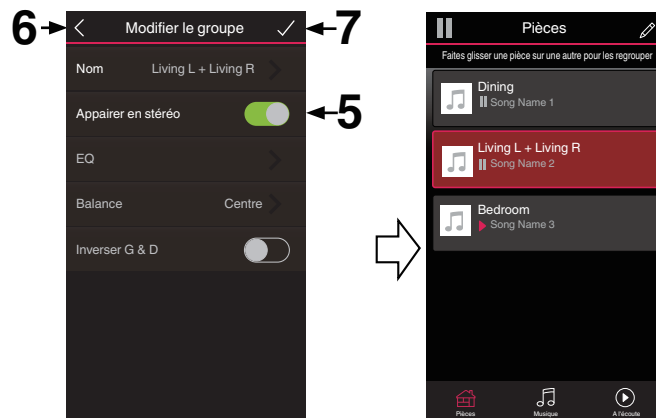 6
Modifier le groupe
7
Nom Living L + Living R
Appairer en stéréo
5
EQ
Balance Centre
Inverser G & D
Pièces
Faites glisser une pièce sur une autre pour les regrouper
Dining
Song Name 1
Living L + Living R
Song Name 2
Bedroom
Song Name 3
Pièces Musique A l'écoute